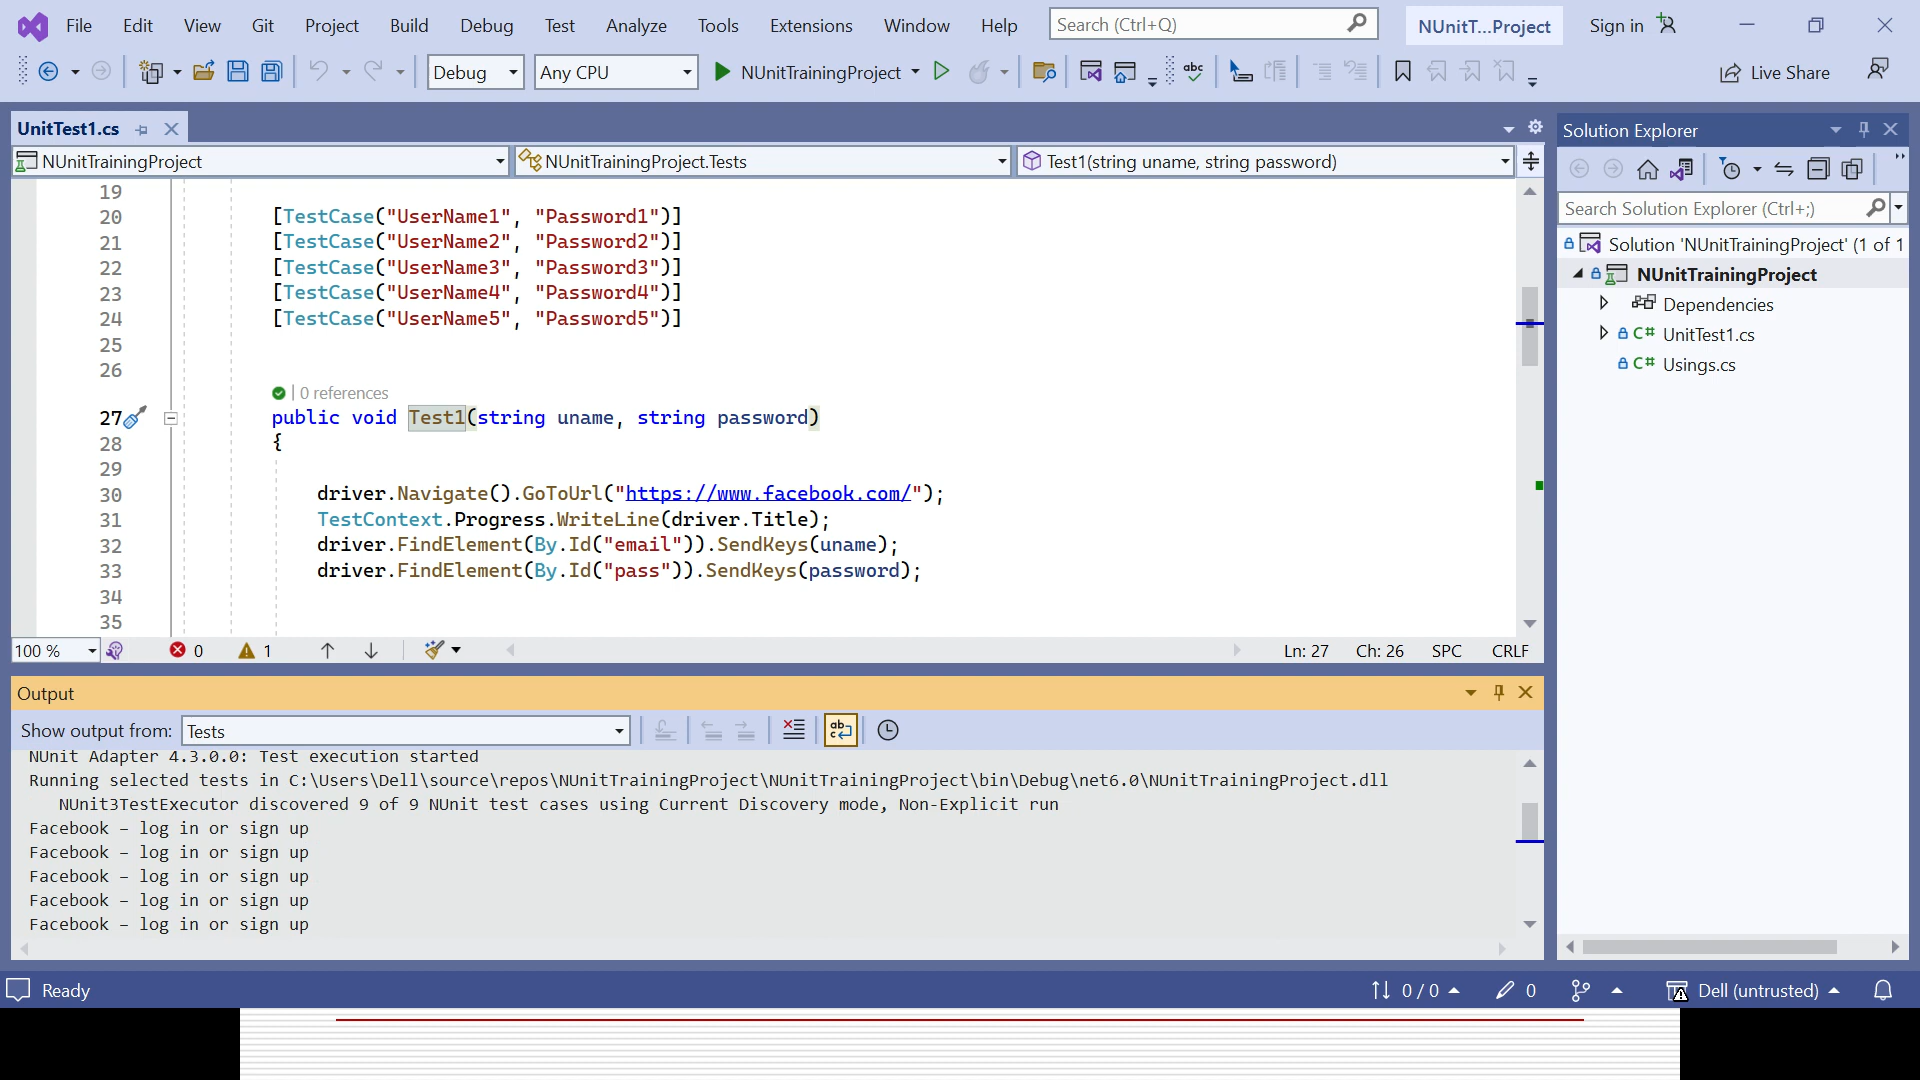 File Edit View Git Project Build Debug Test Analyze Tools Extensions Window Help Search (Ctrl+Q) NUnitT...Project Sign in
Debug Any CPU NUnitTrainingProject Live Share
UnitTest1.cs
NUnitTrainingProject NUnitTrainingProject.Tests Test1(string uname, string password)
19
20 [TestCase("UserName1", "Password1")]
21 [TestCase("UserName2", "Password2")]
22 [TestCase("UserName3", "Password3")]
23 [TestCase("UserName4", "Password4")]
24 [TestCase("UserName5", "Password5")]
25
26
0 references
27 public void Test1(string uname, string password)
28 {
29
30 driver.Navigate().GoToUrl("https://www.facebook.com/");
31 TestContext.Progress.WriteLine(driver.Title);
32 driver.FindElement(By.Id("email")).SendKeys(uname);
33 driver.FindElement(By.Id("pass")).SendKeys(password);
34
35
100 % 0 1 Ln: 27 Ch: 26 SPC CRLF
Output
Show output from: Tests
NUnit Adapter 4.3.0.0: Test execution started
Running selected tests in C:\Users\Dell\source\repos\NUnitTrainingProject\NUnitTrainingProject\bin\Debug\net6.0\NUnitTrainingProject.dll
NUnit3TestExecutor discovered 9 of 9 NUnit test cases using Current Discovery mode, Non-Explicit run
Facebook – log in or sign up
Facebook – log in or sign up
Facebook – log in or sign up
Facebook – log in or sign up
Facebook – log in or sign up
Solution Explorer
Search Solution Explorer (Ctrl+;)
Solution 'NUnitTrainingProject' (1 of 1
NUnitTrainingProject
Dependencies
C# UnitTest1.cs
C# Usings.cs
Ready 0 / 0 0 Dell (untrusted)